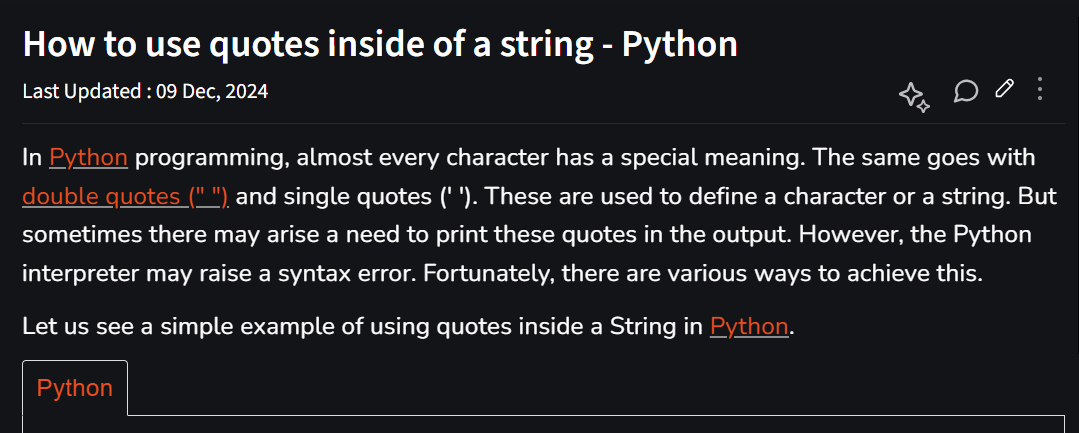 How to use quotes inside of a string - Python
Last Updated : 09 Dec, 2024
In Python programming, almost every character has a special meaning. The same goes with
double quotes (" ") and single quotes (' '). These are used to define a character or a string. But
sometimes there may arise a need to print these quotes in the output. However, the Python
interpreter may raise a syntax error. Fortunately, there are various ways to achieve this.
Let us see a simple example of using quotes inside a String in Python.
Python